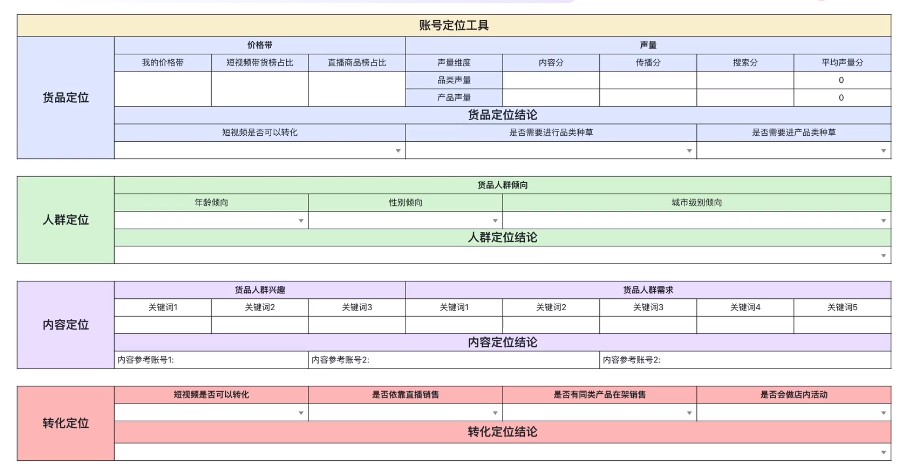 账号定位工具
货品定位
价格带 声量
我的价格带 短视频带货榜占比 直播商品榜占比 声量维度 内容分 传播分 搜索分 平均声量分
品类声量 0
产品声量 0
货品定位结论
短视频是否可以转化 是否需要进行品类种草 是否需要进产品类种草
人群定位
货品人群倾向
年龄倾向 性别倾向 城市级别倾向
人群定位结论
内容定位
货品人群兴趣 货品人群需求
关键词1 关键词2 关键词3 关键词1 关键词2 关键词3 关键词4 关键词5
内容定位结论
内容参考账号1: 内容参考账号2: 内容参考账号2:
转化定位
短视频是否可以转化 是否依靠直播销售 是否有同类产品在架销售 是否会做店内活动
转化定位结论